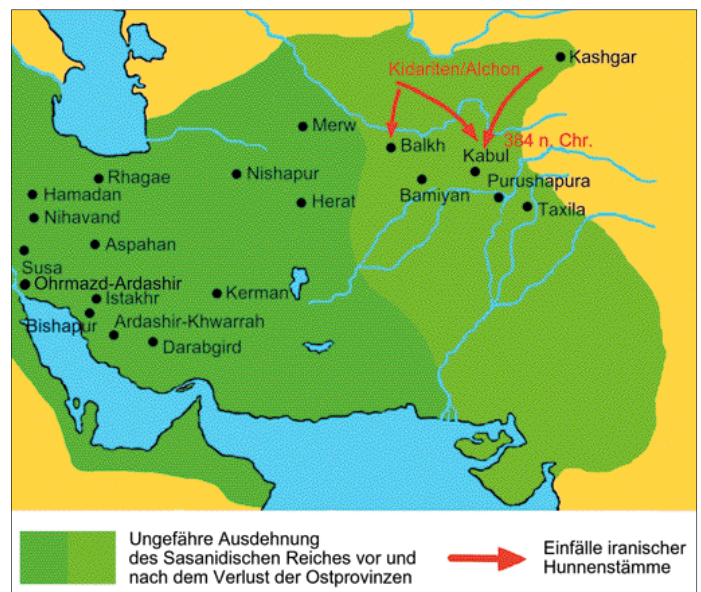 Kashgar
Kidariten/Alchon
Merw
384 n. Chr.
Balkh
Kabul
Rhagae
Nishapur
Purushapura
Hamadan
Herat
Bamiyan
Taxila
Nihavand
Aspahan
Susa
Ohrmazd-Ardashir
Istakhr
Kerman
Bishapur
Ardashir-Khwarrah
Darabgird
Ungefähre Ausdehnung
des Sasanidischen Reiches vor und
nach dem Verlust der Ostprovinzen
Einfälle iranischer
Hunnenstämme